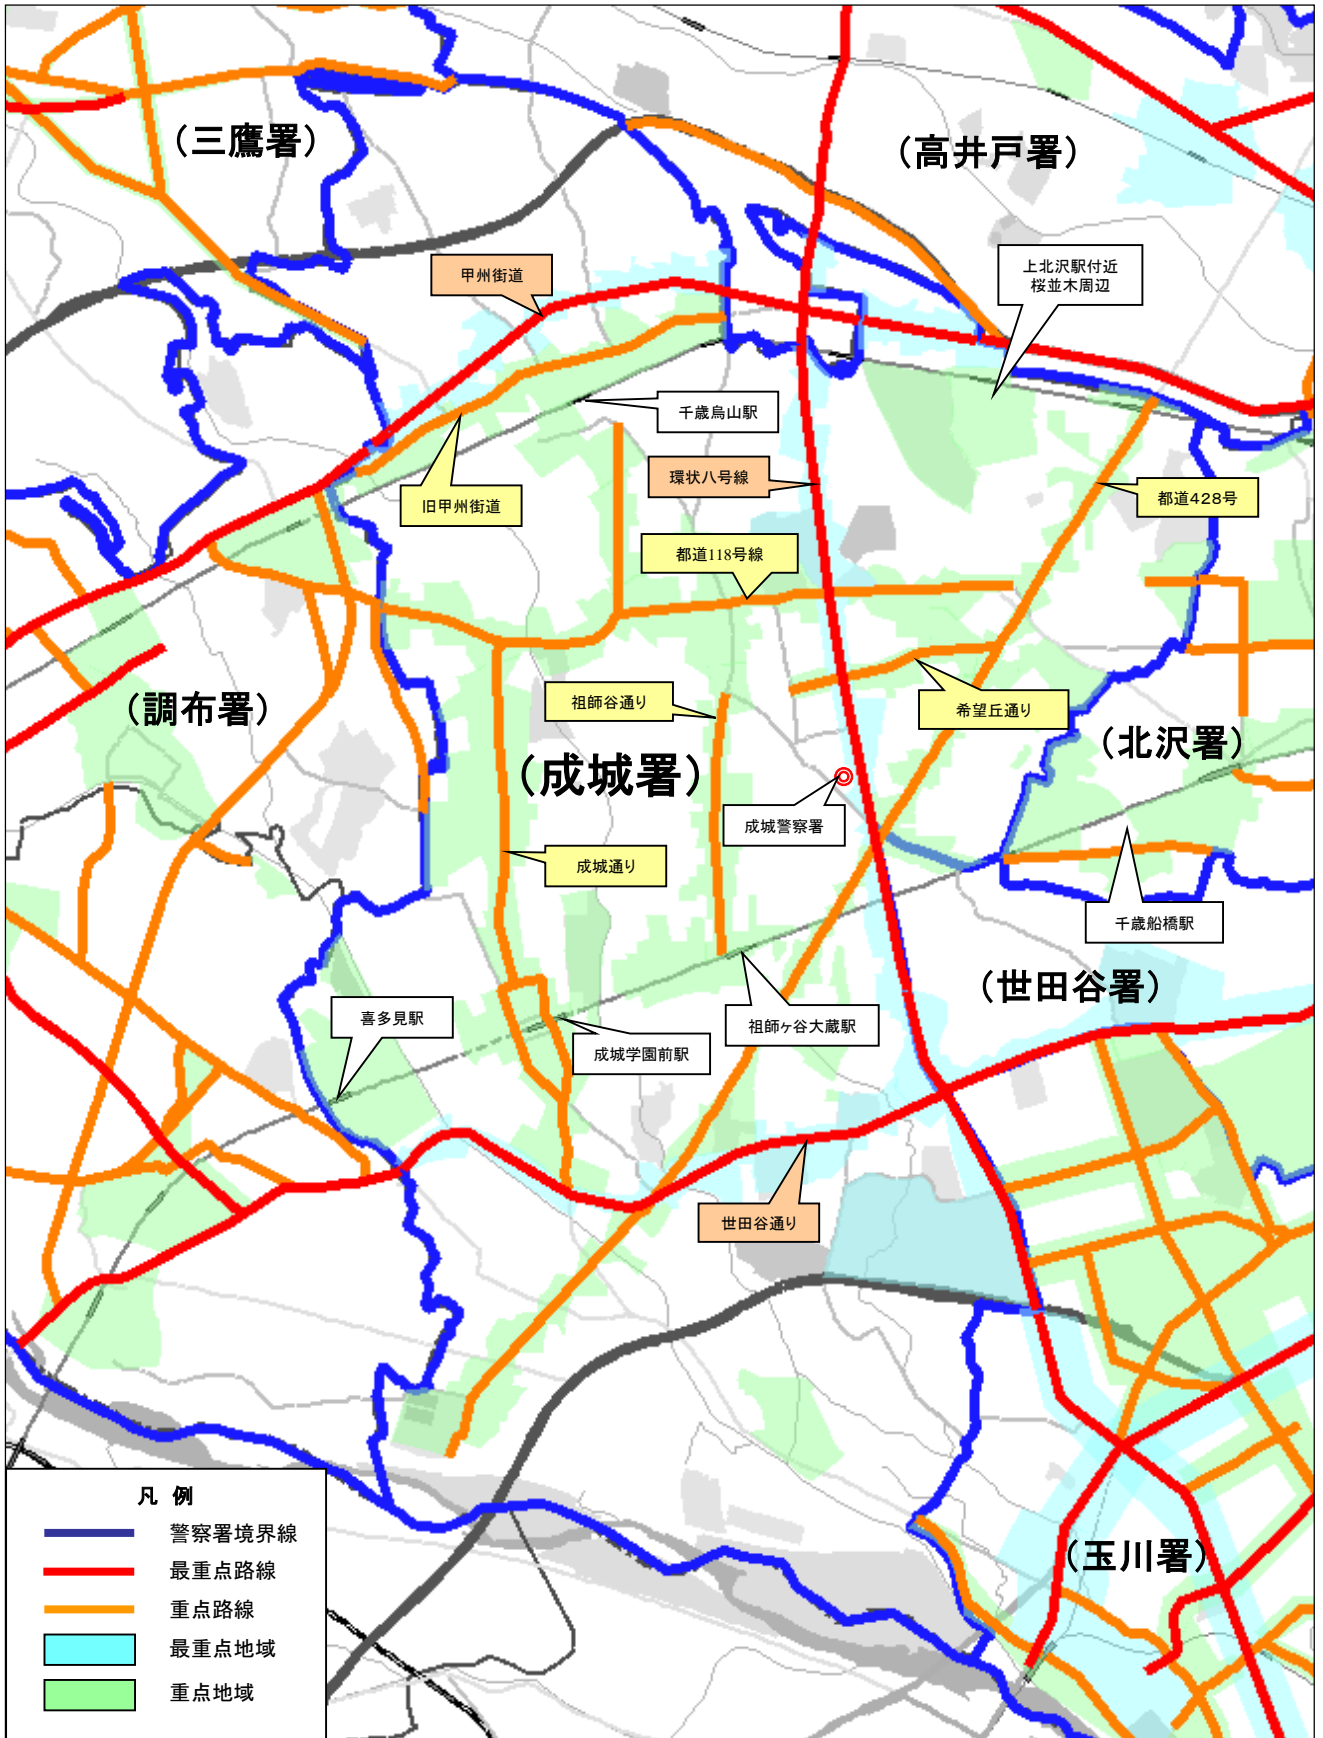 （三鷹署）
（高井戸署）
甲州街道
上北沢駅付近
桜並木周辺
千歳烏山駅
環状八号線
旧甲州街道
都道428号
都道118号線
（調布署）
祖師谷通り
希望丘通り
（北沢署）
（成城署）
成城警察署
成城通り
千歳船橋駅
（世田谷署）
喜多見駅
祖師ヶ谷大蔵駅
成城学園前駅
世田谷通り
（玉川署）
凡 例
警察署境界線
最重点路線
重点路線
最重点地域
重点地域